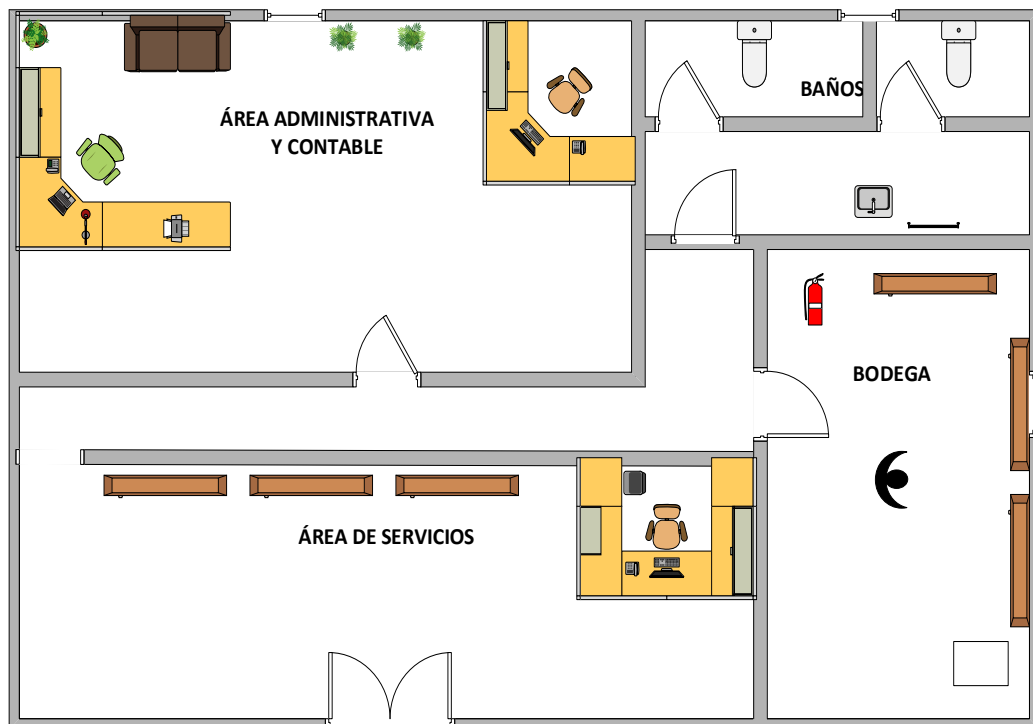 ÁREA ADMINISTRATIVA
Y CONTABLE
BAÑOS
BODEGA
ÁREA DE SERVICIOS